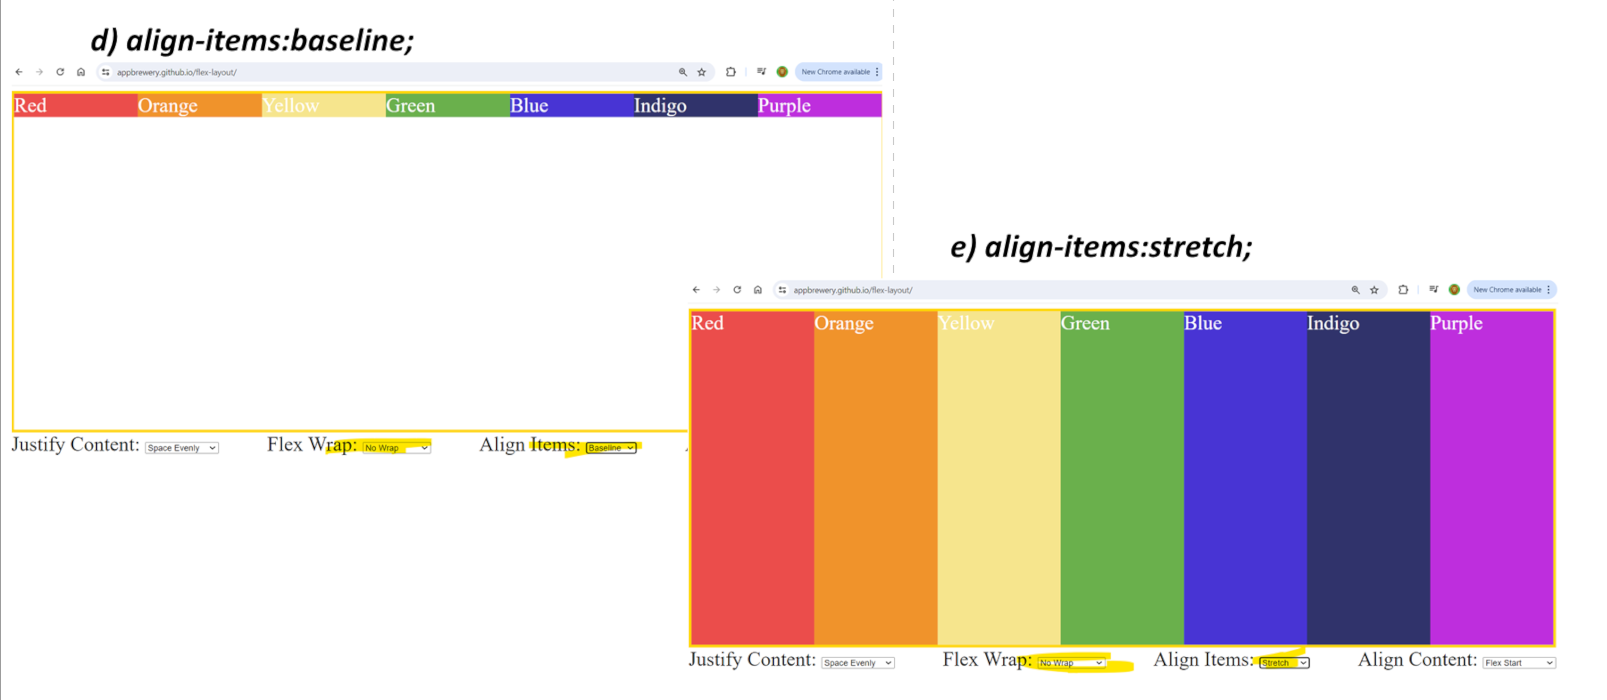 d) align-items:baseline;
appbrewery.github.io/flex-layout/
New Chrome available
Red Orange Yellow Green Blue Indigo Purple
Justify Content: Space Evenly Flex Wrap: No Wrap Align Items: Baseline
e) align-items:stretch;
appbrewery.github.io/flex-layout/
New Chrome available
Red Orange Yellow Green Blue Indigo Purple
Justify Content: Space Evenly Flex Wrap: No Wrap Align Items: Stretch Align Content: Flex Start